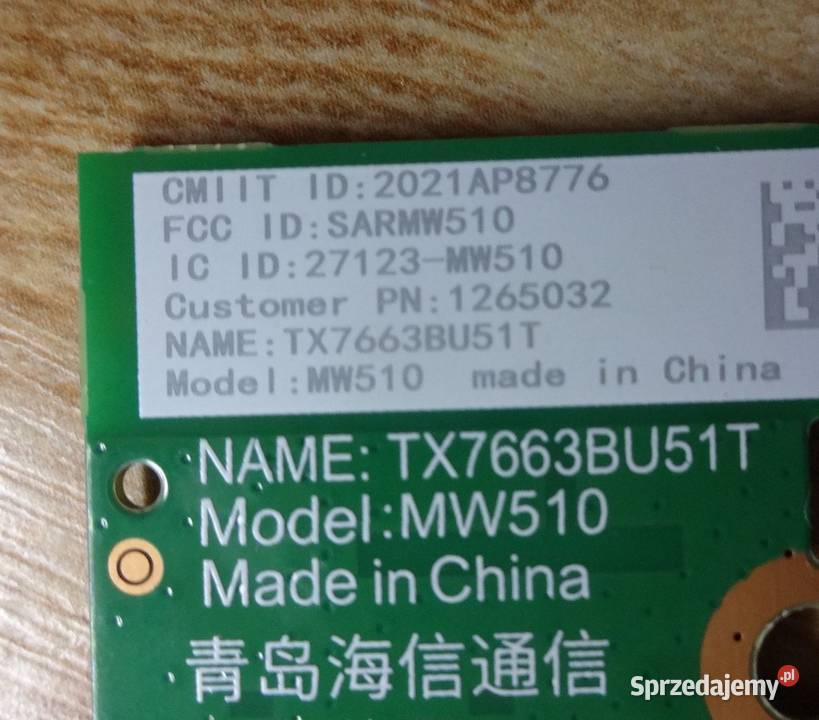 CMIIT ID:2021AP8776
FCC ID:SARMW510
IC ID:27123-MW510
Customer PN:1265032
NAME:TX7663BU51T
Model:MW510 made in China
NAME: TX7663BU51T
Model:MW510
Made in China
青岛海信通信
Sprzedajemy.pl